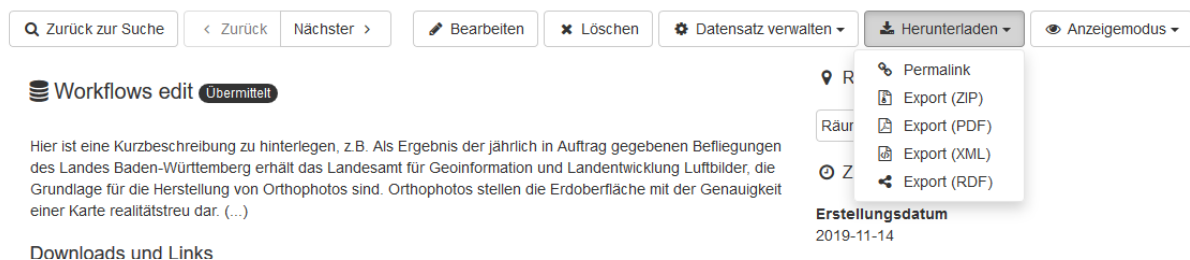 Zurück zur Suche
Zurück
Nächster
Bearbeiten
Löschen
Datensatz verwalten
Herunterladen
Anzeigemodus
Permalink
Export (ZIP)
Export (PDF)
Export (XML)
Export (RDF)
Workflows edit Übermittelt
Hier ist eine Kurzbeschreibung zu hinterlegen, z.B. Als Ergebnis der jährlich in Auftrag gegebenen Befliegungen
des Landes Baden-Württemberg erhält das Landesamt für Geoinformation und Landentwicklung Luftbilder, die
Grundlage für die Herstellung von Orthophotos sind. Orthophotos stellen die Erdoberfläche mit der Genauigkeit
einer Karte realitätstreu dar. (...)
Downloads und Links
R
Räu
Z
Erstellungsdatum
2019-11-14